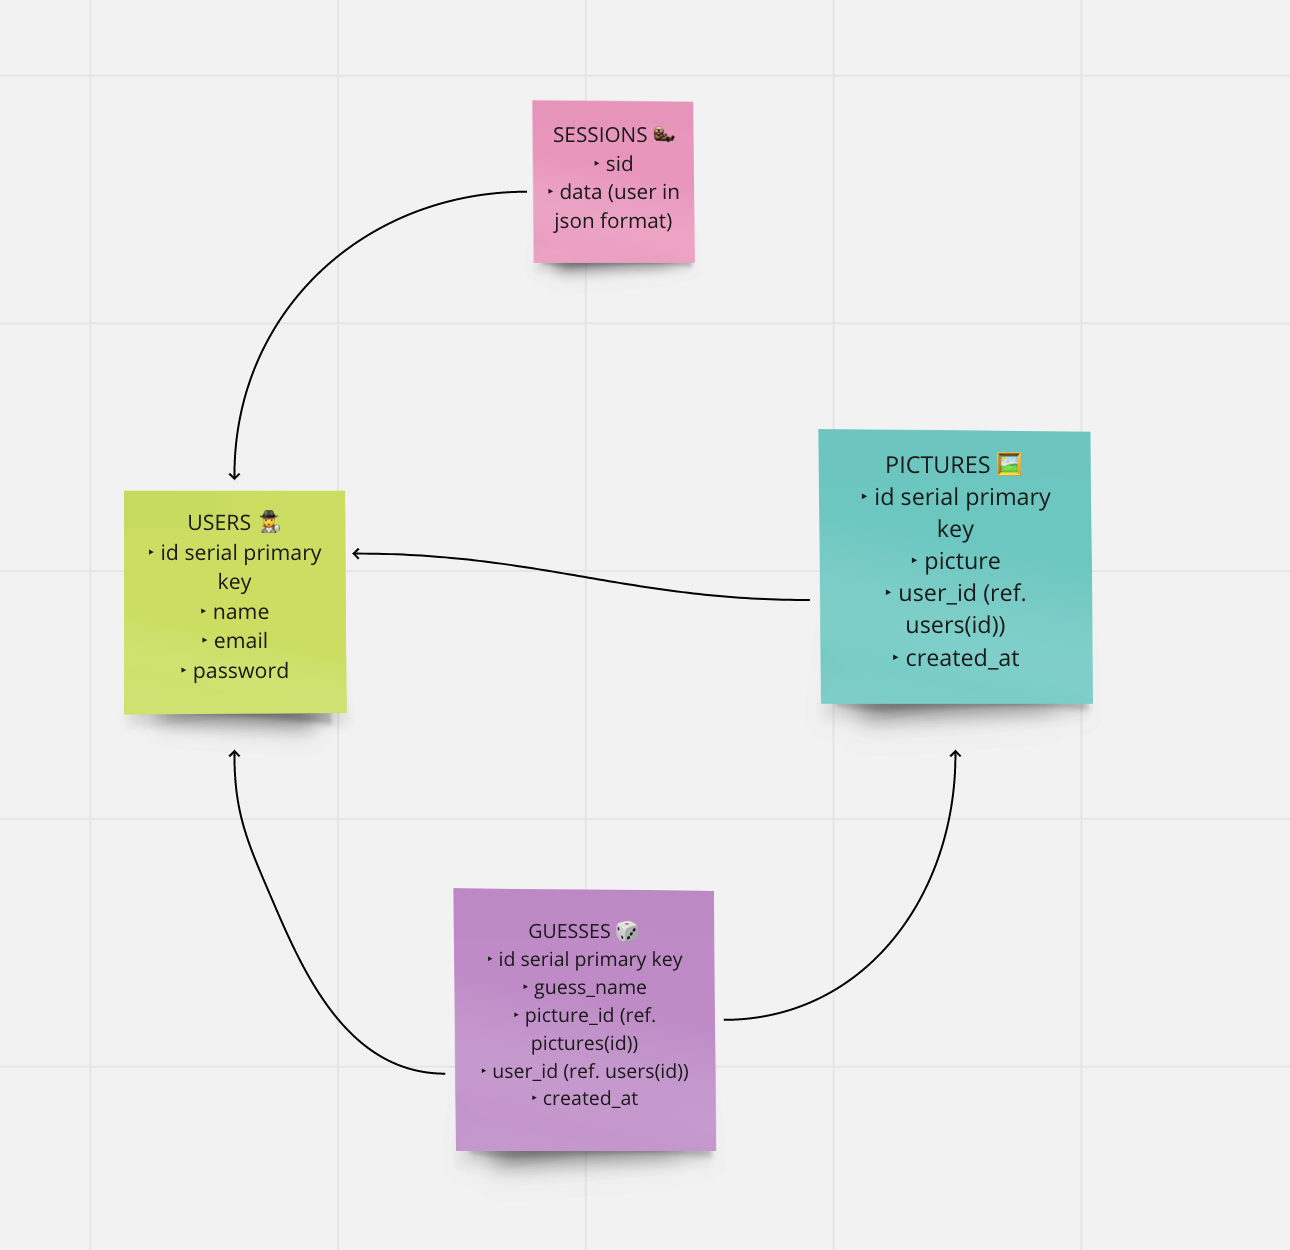 SESSIONS 🦦
‣ sid
‣ data (user in
json format)
USERS 🕵️‍♂️
‣ id serial primary
key
‣ name
‣ email
‣ password
PICTURES 🖼️
‣ id serial primary
key
‣ picture
‣ user_id (ref.
users(id))
‣ created_at
GUESSES 🎲
‣ id serial primary key
‣ guess_name
‣ picture_id (ref.
pictures(id))
‣ user_id (ref. users(id))
‣ created_at